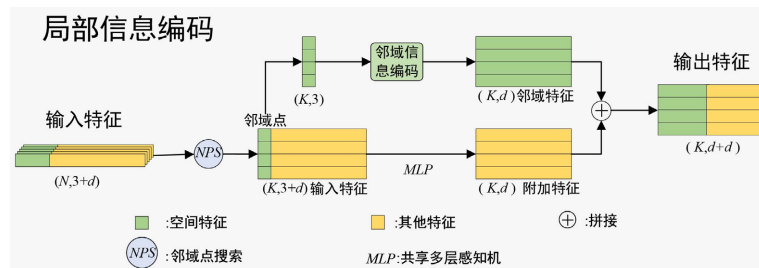 局部信息编码
邻域信
息编码
(K,3)
(K,d)邻域特征
输出特征
输入特征
邻域点
NPS
(K,d+d)
(N,3+d)
(K,3+d)输入特征
MLP
(K,d) 附加特征
:空间特征
:其他特征
:拼接
NPS
:邻域点搜索
MLP:共享多层感知机